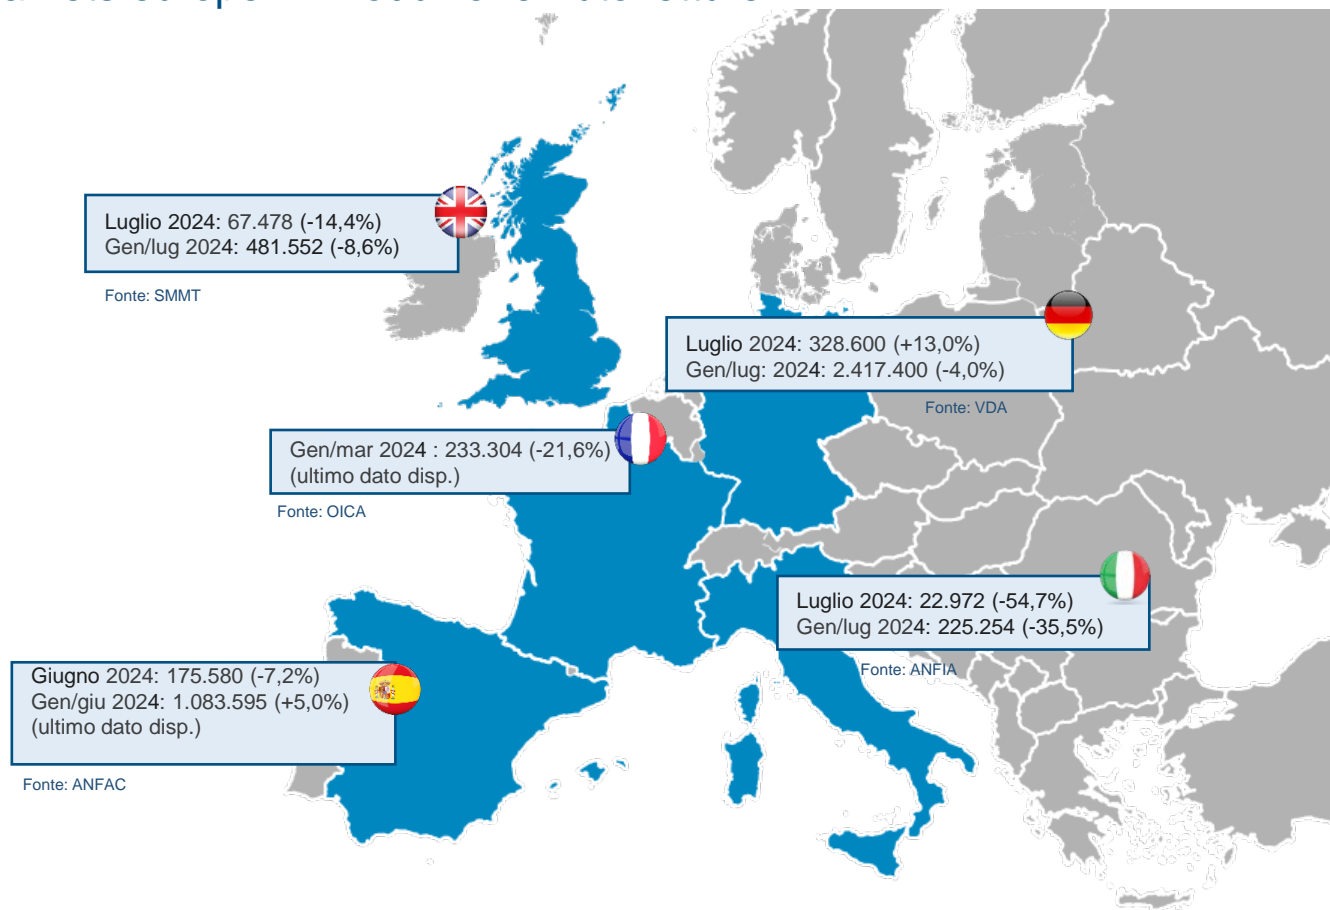 Luglio 2024: 67.478 (-14,4%)
Gen/lug 2024: 481.552 (-8,6%)
Fonte: SMMT
Luglio 2024: 328.600 (+13,0%)
Gen/lug: 2024: 2.417.400 (-4,0%)
Fonte: VDA
Gen/mar 2024 : 233.304 (-21,6%)
(ultimo dato disp.)
Fonte: OICA
Luglio 2024: 22.972 (-54,7%)
Gen/lug 2024: 225.254 (-35,5%)
Fonte: ANFIA
Giugno 2024: 175.580 (-7,2%)
Gen/giu 2024: 1.083.595 (+5,0%)
(ultimo dato disp.)
Fonte: ANFAC